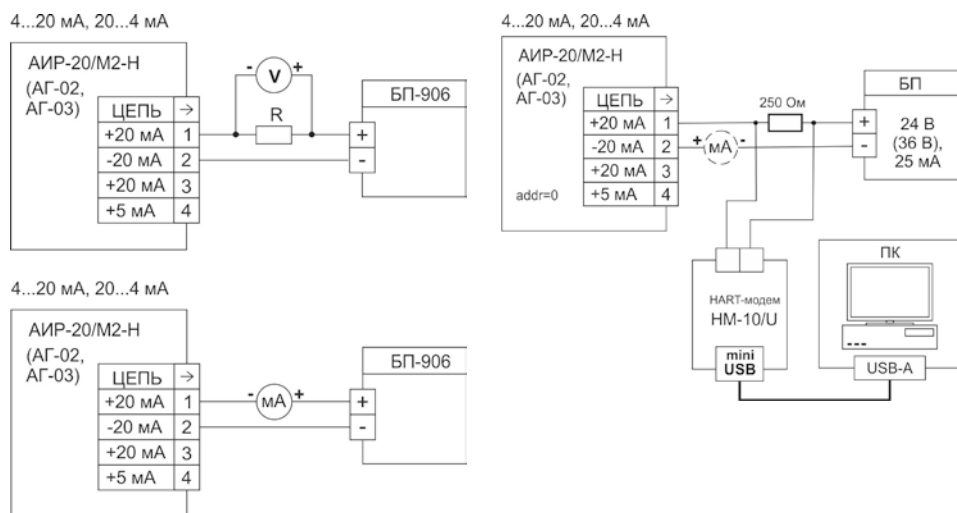 4...20 мА, 20...4 мА
АИР-20/М2-Н
(АГ-02,
АГ-03)
ЦЕПЬ →
+20 мА 1
-20 мА 2
+20 мА 3
+5 мА 4
- V +
R
БП-906
+
-
4...20 мА, 20...4 мА
АИР-20/М2-Н
(АГ-02,
АГ-03)
ЦЕПЬ →
+20 мА 1
-20 мА 2
+20 мА 3
+5 мА 4
- мА +
БП-906
+
-
4...20 мА, 20...4 мА
АИР-20/М2-Н
(АГ-02,
АГ-03)
ЦЕПЬ →
+20 мА 1
-20 мА 2
+20 мА 3
+5 мА 4
addr=0
250 Ом
+ мА -
БП
+
-
24 В
(36 В),
25 мА
HART-модем
HM-10/U
mini
USB
ПК
USB-A